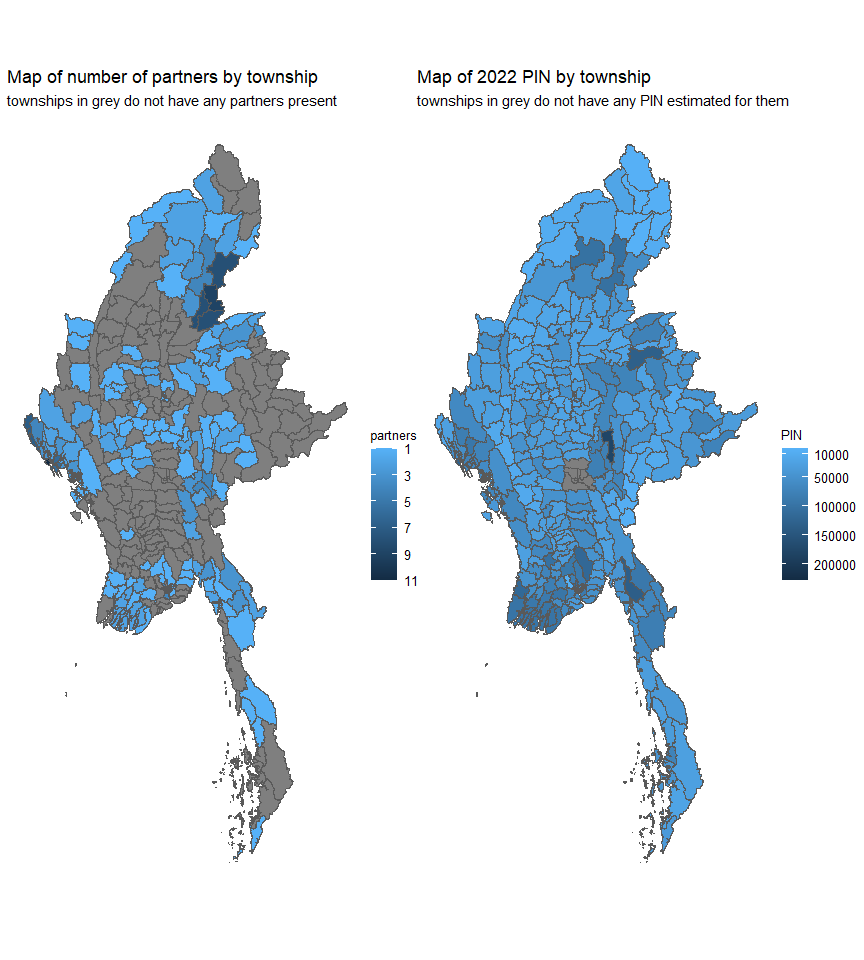 Map of number of partners by township
townships in grey do not have any partners present
partners
1
3
5
7
9
11
Map of 2022 PIN by township
townships in grey do not have any PIN estimated for them
PIN
10000
50000
100000
150000
200000